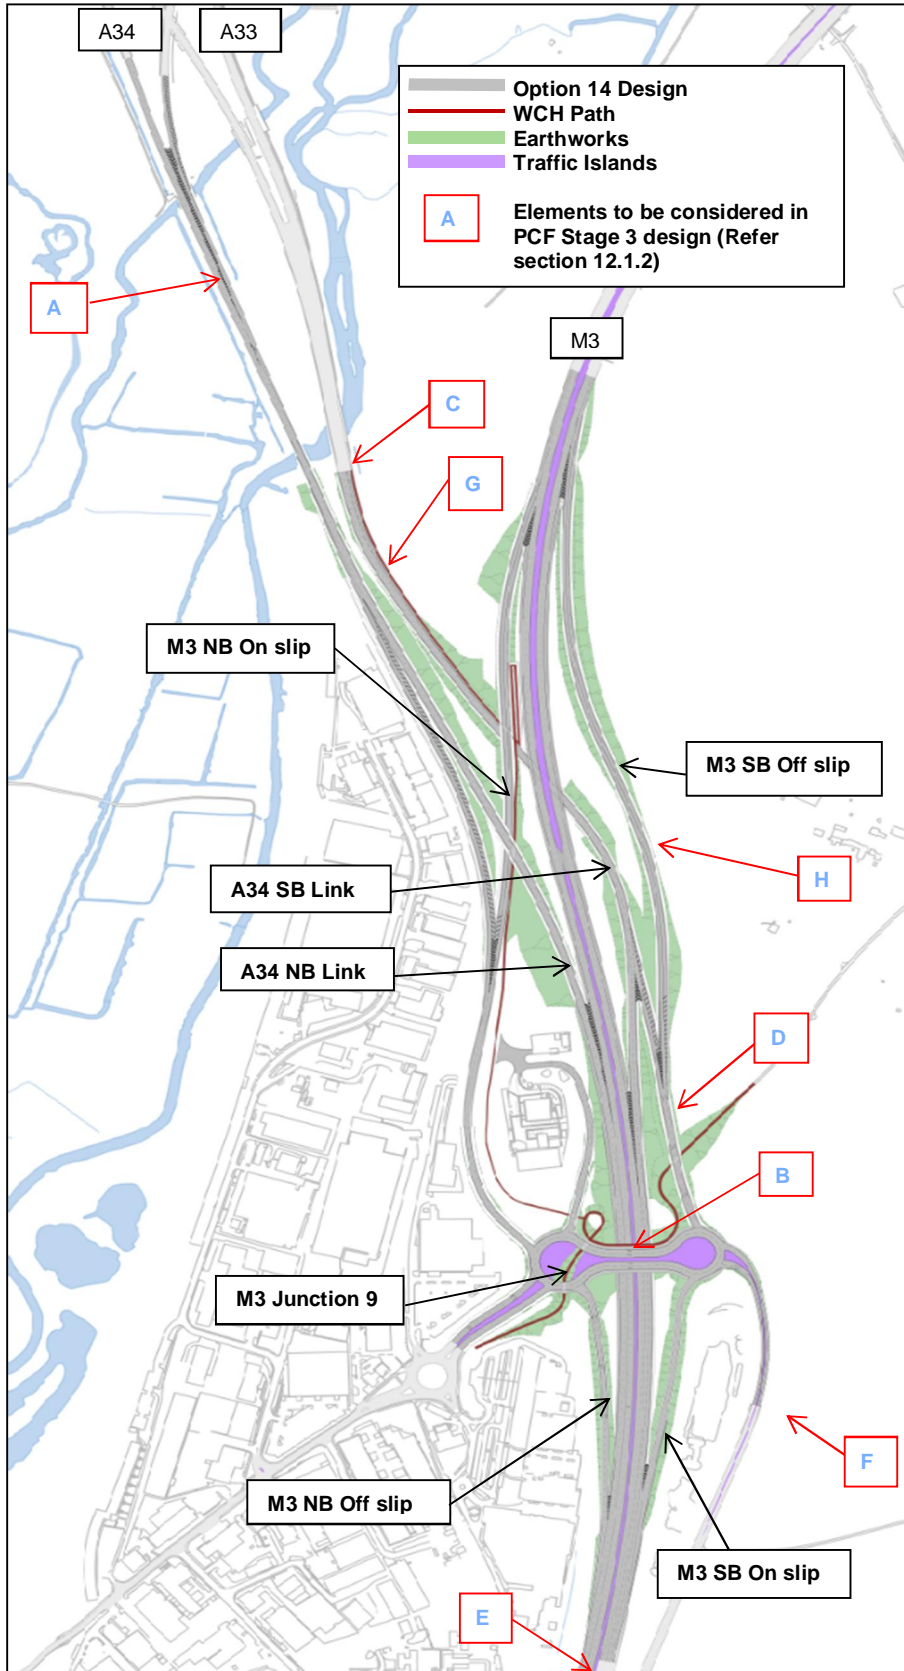 A34
A33
Option 14 Design
WCH Path
Earthworks
Traffic Islands
A
Elements to be considered in
PCF Stage 3 design (Refer
section 12.1.2)
A
M3
C
G
M3 NB On slip
M3 SB Off slip
H
A34 SB Link
A34 NB Link
D
B
M3 Junction 9
F
M3 NB Off slip
M3 SB On slip
E